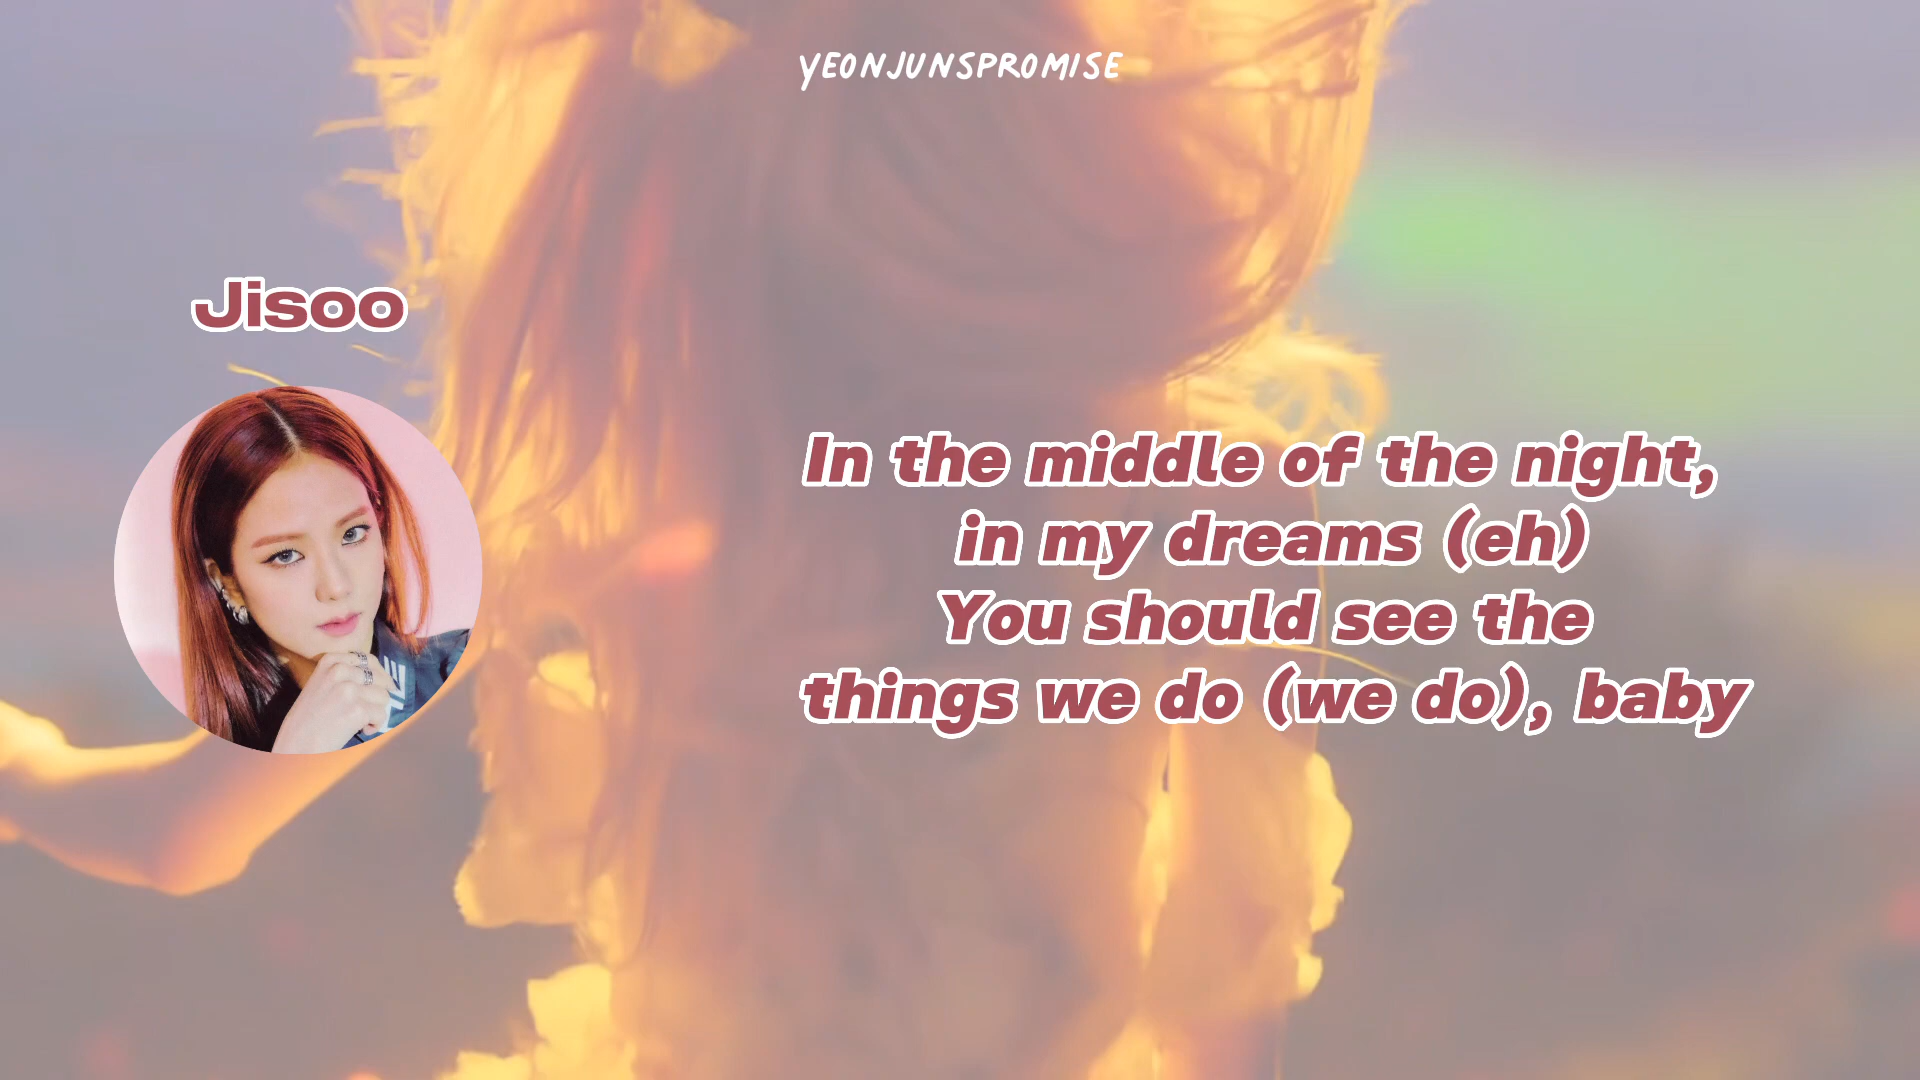 YEONJUNSPROMISE
Jisoo
In the middle of the night,
in my dreams (eh)
You should see the
things we do (we do), baby